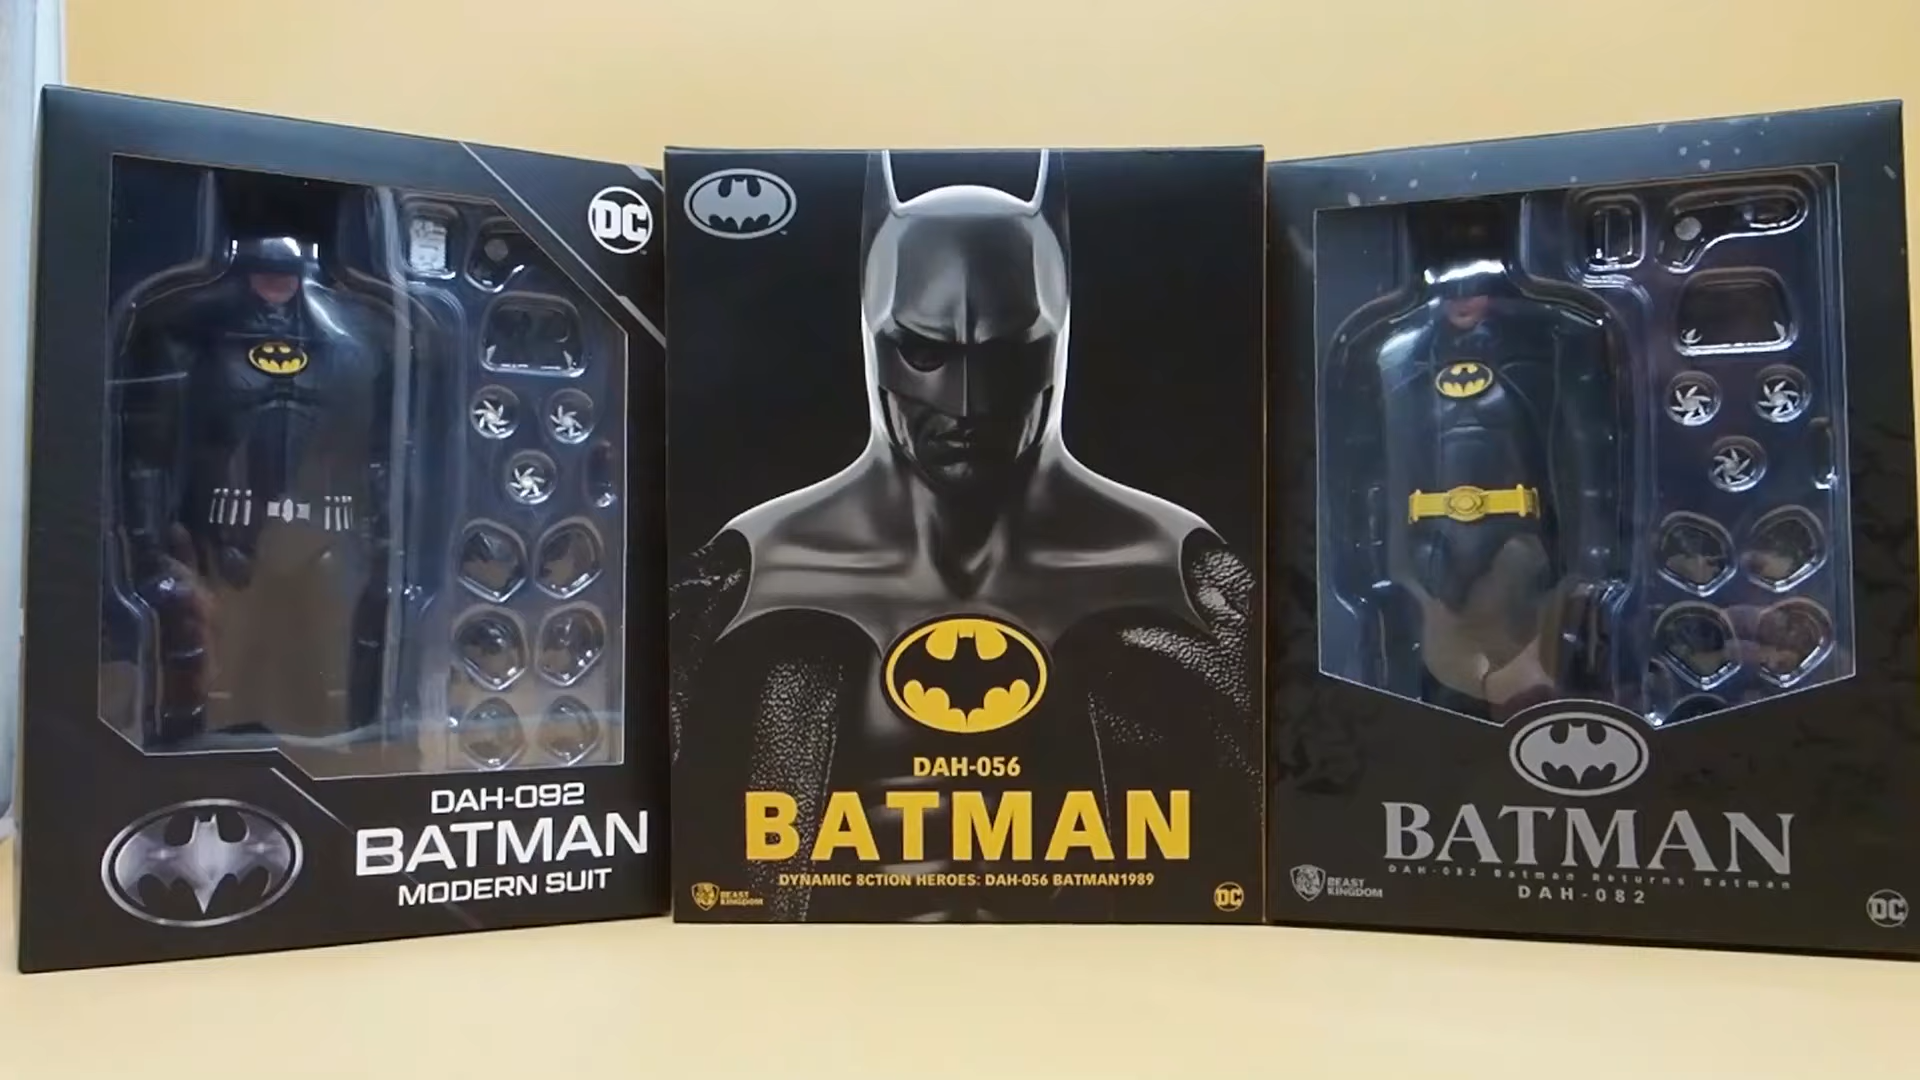 DC
DAH-092
BATMAN
MODERN SUIT
DAH-056
BATMAN
DYNAMIC 8CTION HEROES: DAH-056 BATMAN1989
BEAST
KINGDOM
DC
BATMAN
DAH-082 Batman Returns Batman
DAH-082
BEAST
KINGDOM
DC